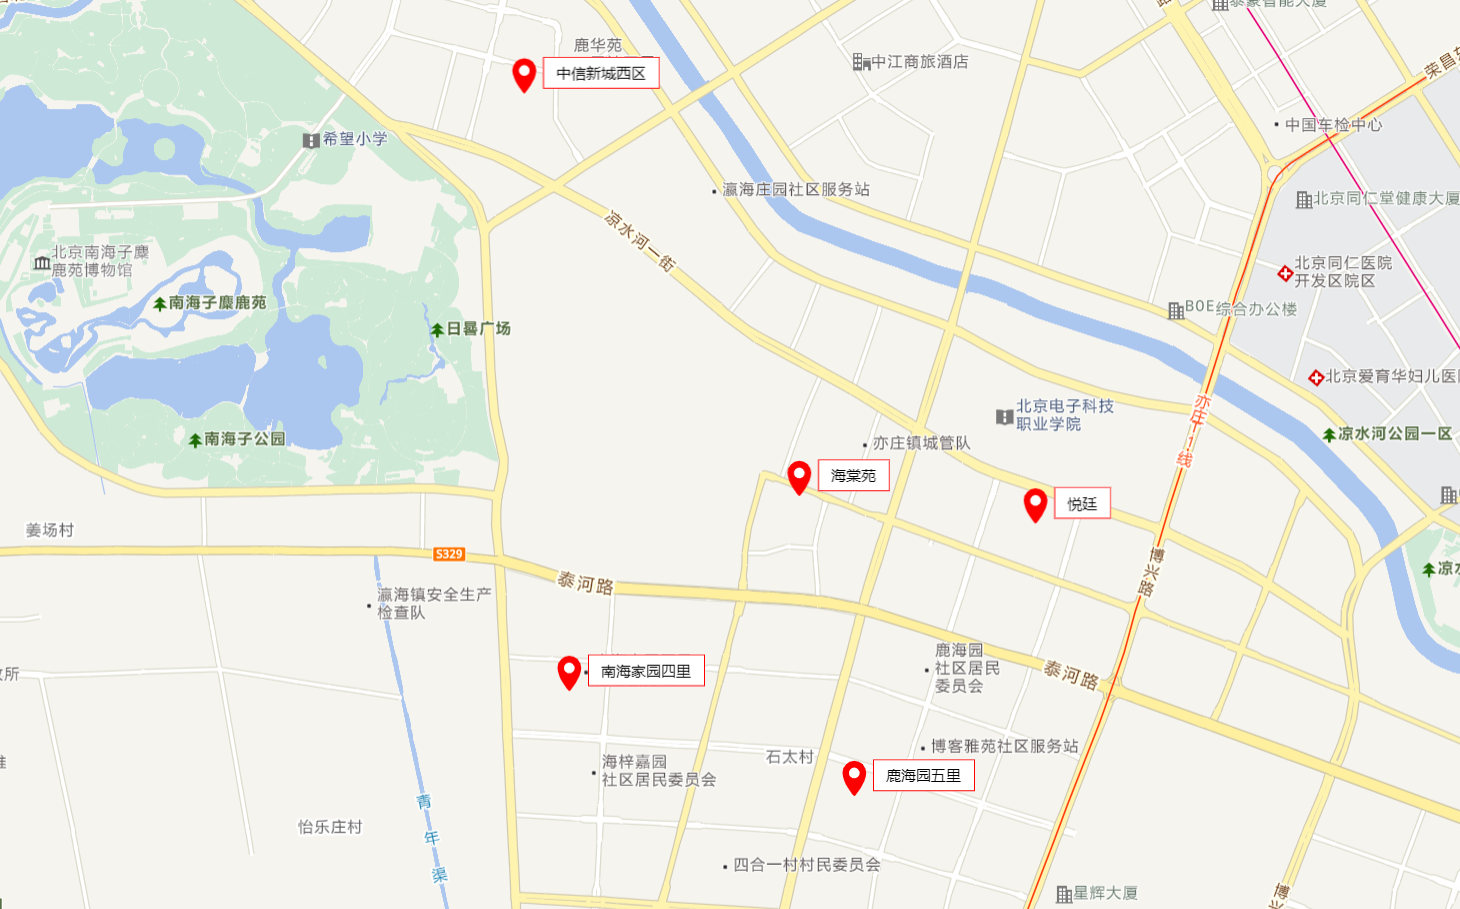 泰豪智能大厦
鹿华苑
中信新城西区
中江商旅酒店
荣昌东
中国车检中心
希望小学
瀛海庄园社区服务站
北京同仁堂健康大厦
凉水河一街
北京南海子麋
鹿苑博物馆
北京同仁医院
开发区院区
南海子麋鹿苑
日晷广场
BOE综合办公楼
北京爱育华妇儿医
亦庄T1线
北京电子科技
职业学院
南海子公园
亦庄镇城管队
凉水河公园一区
海棠苑
悦廷
姜场村
S329
泰河路
博兴路
凉水
瀛海镇安全生产
检查队
鹿海园
社区居民
委员会
南海家园四里
泰河路
博客雅苑社区服务站
石太村
海梓嘉园
社区居民委员会
鹿海园五里
青年渠
怡乐庄村
四合一村村民委员会
星辉大厦
博